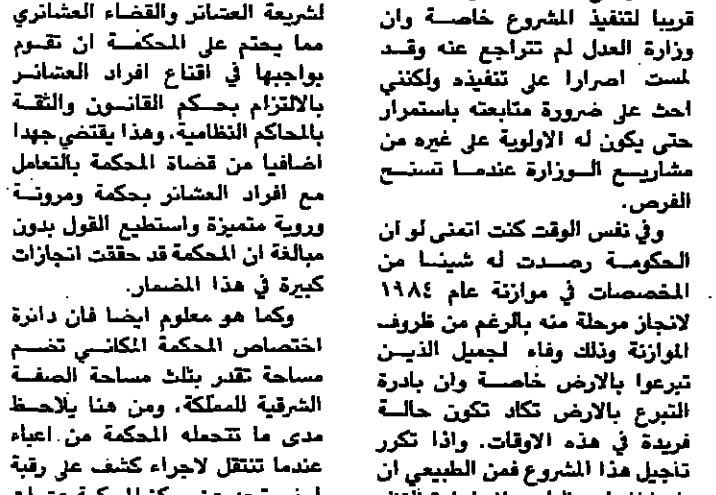 قريبا لتنفيذ المشروع خاصة وان
وزارة العدل لم تتراجع عنه وقد
لمست اصرارا على تنفيذه ولكنني
احث على ضرورة متابعته باستمرار
حتى يكون له الاولوية على غيره من
مشاريع الوزارة عندما تسنح
الفرص.
وفي نفس الوقت كنت اتمنى لو ان
الحكومة رصدت له شيئا من
المخصصات في موازنة عام ١٩٨٤
لانجاز مرحلة منه بالرغم من ظروف
الموازنة وذلك وفاء لجميل الذين
تبرعوا بالارض خاصة وان بادرة
التبرع بالارض تكاد تكون حالة
فريدة في هذه الاوقات. واذا تكرر
تاجيل هذا المشروع فمن الطبيعي ان
لشريعة العشائر والقضاء العشائري
مما يحتم على المحكمة ان تقوم
بواجبها في اقناع افراد العشائر
بالالتزام بحكم القانون والثقة
بالمحاكم النظامية، وهذا يقتضي جهدا
اضافيا من قضاة المحكمة بالتعامل
مع افراد العشائر بحكمة ومرونة
وروية متميزة واستطيع القول بدون
مبالغة ان المحكمة قد حققت انجازات
كبيرة في هذا المضمار.
وكما هو معلوم ايضا فان دائرة
اختصاص المحكمة المكاني تضم
مساحة تقدر بثلث مساحة الضفة
الشرقية للمملكة، ومن هنا يلاحظ
مدى ما تتحمله المحكمة من اعباء
عندما تنتقل لاجراء كشف على رقبة